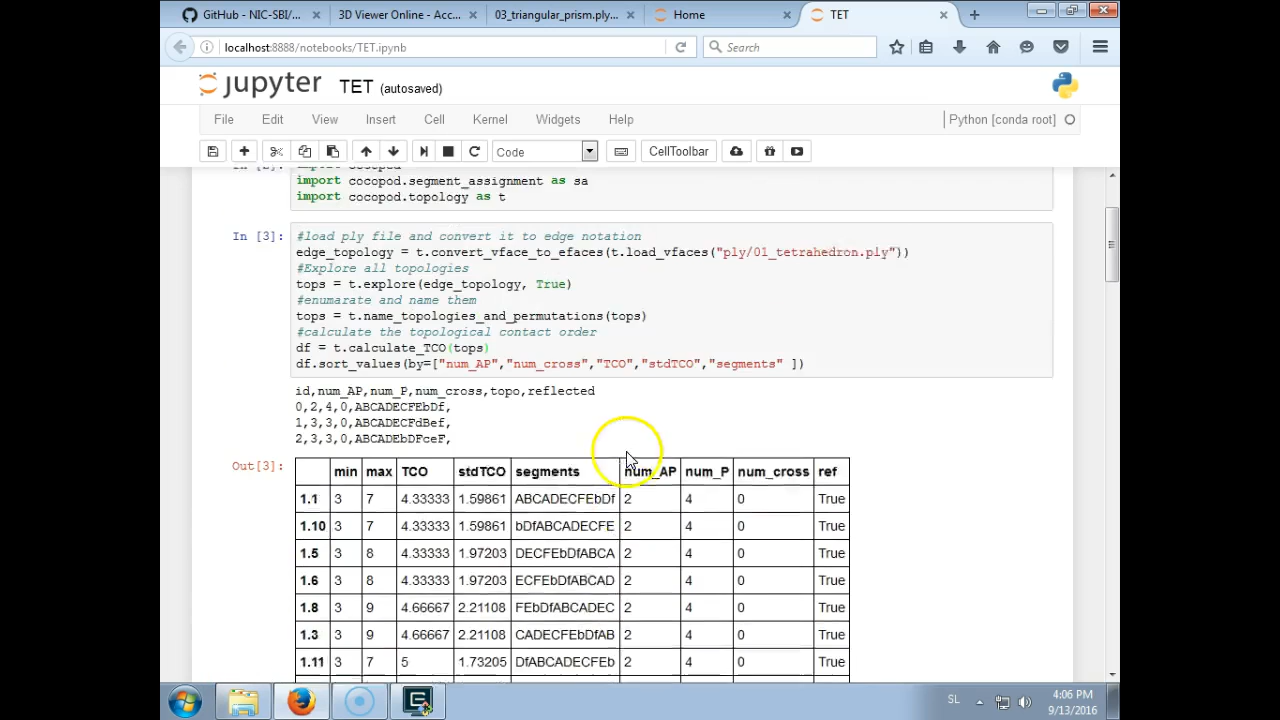 GitHub - NIC-SBI/...
3D Viewer Online - Acc...
03_triangular_prism.ply...
Home
TET
localhost:8888/notebooks/TET.ipynb
Search
jupyter TET (autosaved)
File Edit View Insert Cell Kernel Widgets Help Python [conda root]
Code CellToolbar
import cocopod.segment_assignment as sa
import cocopod.topology as t
In [3]:
#load ply file and convert it to edge notation
edge_topology = t.convert_vface_to_efaces(t.load_vfaces("ply/01_tetrahedron.ply"))
#Explore all topologies
tops = t.explore(edge_topology, True)
#enumarate and name them
tops = t.name_topologies_and_permutations(tops)
#calculate the topological contact order
df = t.calculate_TCO(tops)
df.sort_values(by=["num_AP","num_cross","TCO","stdTCO","segments" ])
id,num_AP,num_P,num_cross,topo,reflected
0,2,4,0,ABCADECFEbDf,
1,3,3,0,ABCADECFdBef,
2,3,3,0,ABCADEbDFceF,
Out[3]:
min max TCO stdTCO segments num_AP num_P num_cross ref
1.1 3 7 4.33333 1.59861 ABCADECFEbDf 2 4 0 True
1.10 3 7 4.33333 1.59861 bDfABCADECFE 2 4 0 True
1.5 3 8 4.33333 1.97203 DECFEbDfABCA 2 4 0 True
1.6 3 8 4.33333 1.97203 ECFEbDfABCAD 2 4 0 True
1.8 3 9 4.66667 2.21108 FEbDfABCADEC 2 4 0 True
1.3 3 9 4.66667 2.21108 CADECFEbDfAB 2 4 0 True
1.11 3 7 5 1.73205 DfABCADECFEb 2 4 0 True
SL
4:06 PM
9/13/2016